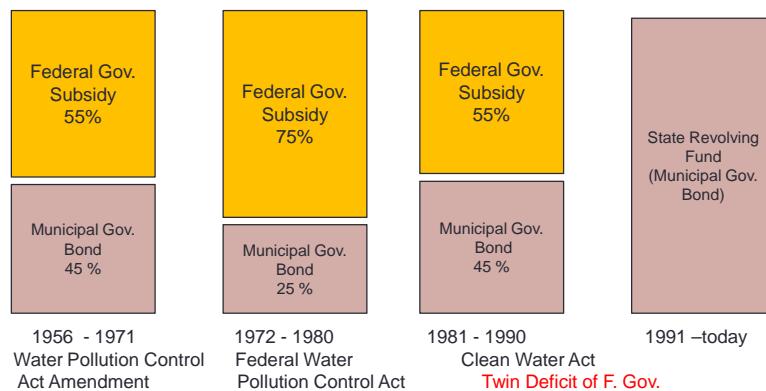 Federal Gov.
Subsidy
55%
Municipal Gov.
Bond
45 %
1956 - 1971
Water Pollution Control
Act Amendment
Federal Gov.
Subsidy
75%
Municipal Gov.
Bond
25 %
1972 - 1980
Federal Water
Pollution Control Act
Federal Gov.
Subsidy
55%
Municipal Gov.
Bond
45 %
1981 - 1990
Clean Water Act
Twin Deficit of F. Gov.
State Revolving
Fund
(Municipal Gov.
Bond)
1991 –today